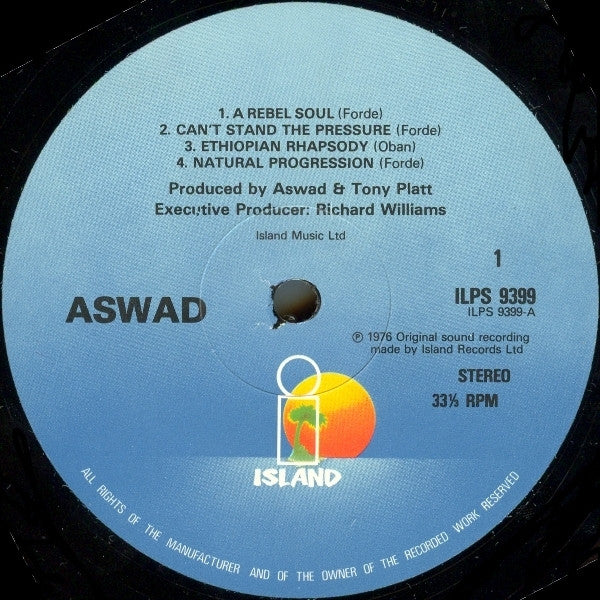 1. A REBEL SOUL (Forde)
2. CAN'T STAND THE PRESSURE (Forde)
3. ETHIOPIAN RHAPSODY (Oban)
4. NATURAL PROGRESSION (Forde)
Produced by Aswad & Tony Platt
Executive Producer: Richard Williams
Island Music Ltd
1
ASWAD
ILPS 9399
ILPS 9399-A
℗ 1976 Original sound recording
made by Island Records Ltd
STEREO
33⅓ RPM
i
ISLAND
ALL RIGHTS OF THE MANUFACTURER AND OF THE OWNER OF THE RECORDED WORK RESERVED